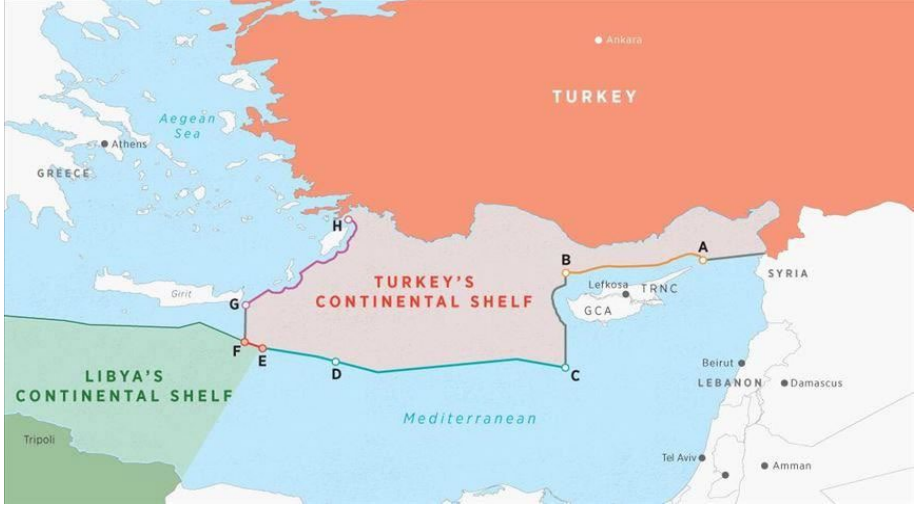 Ankara
TURKEY
Aegean
Sea
Athens
GREECE
H
A
B
SYRIA
TURKEY'S
CONTINENTAL SHELF
Lefkosa
TRNC
Girit
G
GCA
F
E
D
C
Beirut
LIBYA'S
CONTINENTAL SHELF
LEBANON
Damascus
Mediterranean
Tripoli
Tel Aviv
Amman